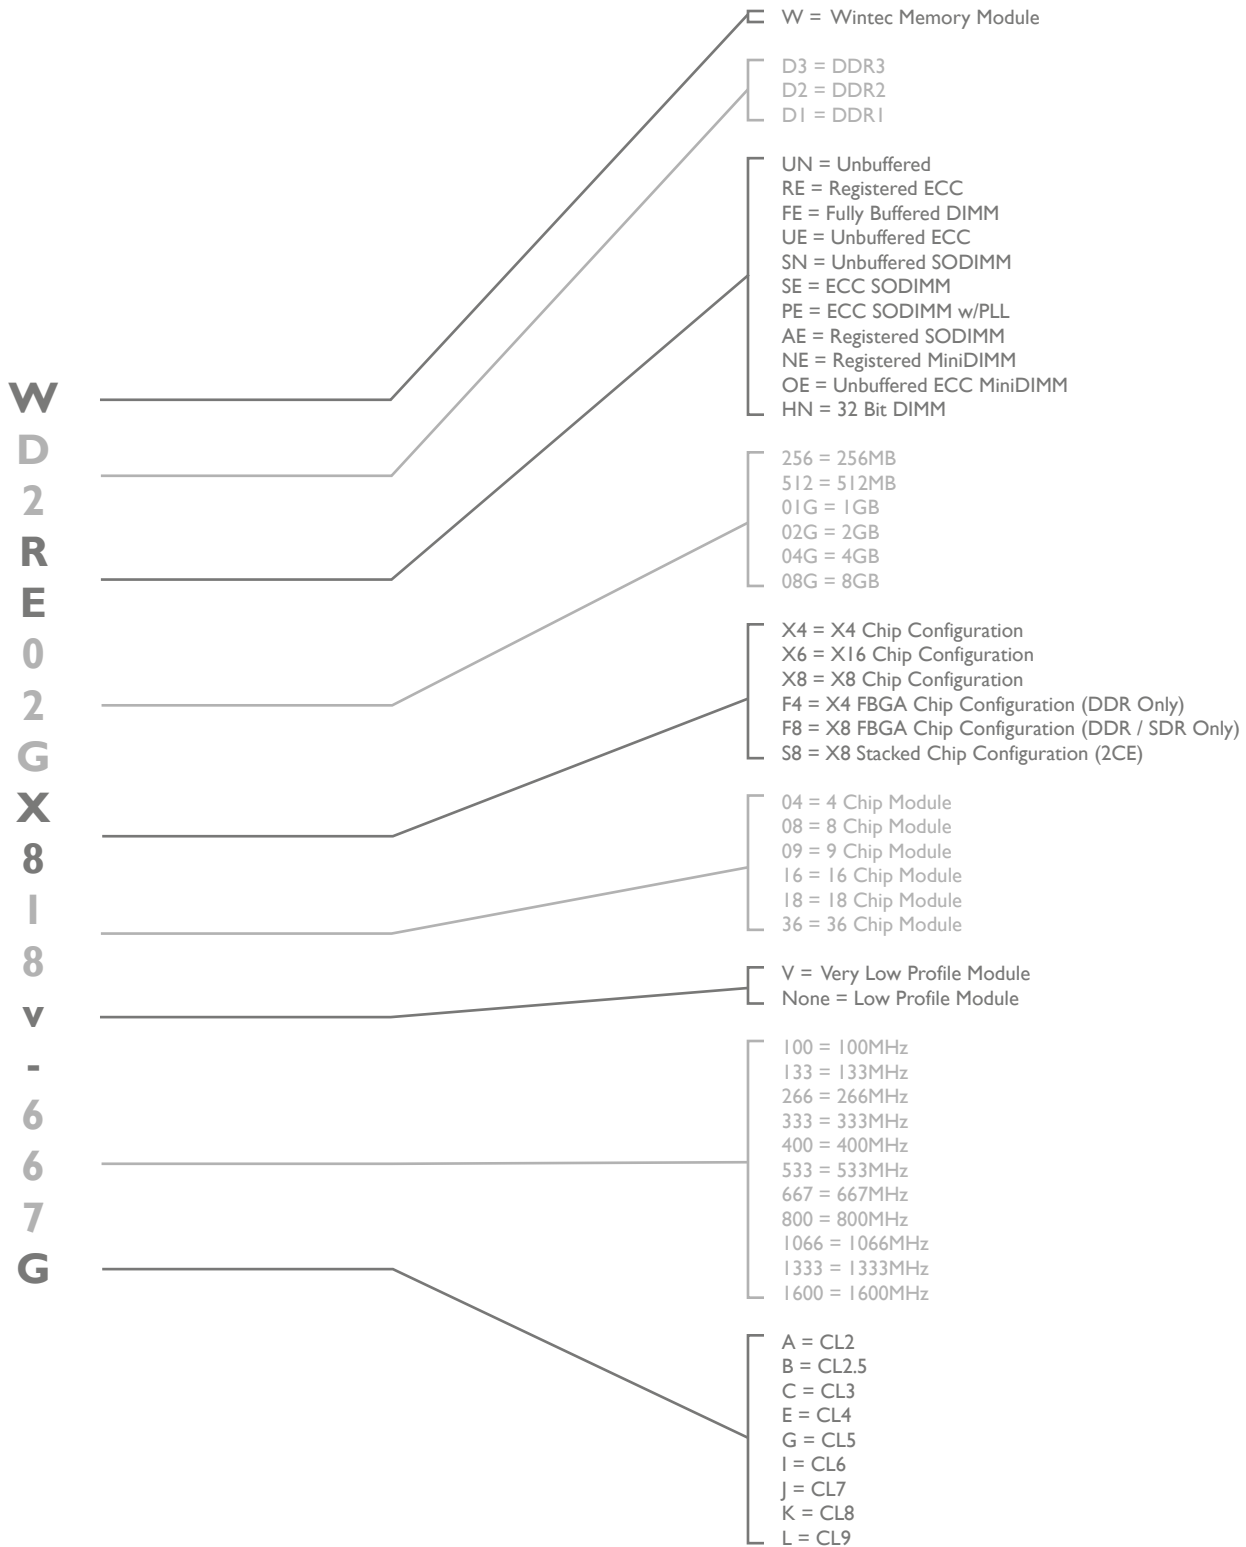 W
D
2
R
E
0
2
G
X
8
1
8
v
-
6
6
7
G
W = Wintec Memory Module
D3 = DDR3
D2 = DDR2
D1 = DDR1
UN = Unbuffered
RE = Registered ECC
FE = Fully Buffered DIMM
UE = Unbuffered ECC
SN = Unbuffered SODIMM
SE = ECC SODIMM
PE = ECC SODIMM w/PLL
AE = Registered SODIMM
NE = Registered MiniDIMM
OE = Unbuffered ECC MiniDIMM
HN = 32 Bit DIMM
256 = 256MB
512 = 512MB
01G = 1GB
02G = 2GB
04G = 4GB
08G = 8GB
X4 = X4 Chip Configuration
X6 = X16 Chip Configuration
X8 = X8 Chip Configuration
F4 = X4 FBGA Chip Configuration (DDR Only)
F8 = X8 FBGA Chip Configuration (DDR / SDR Only)
S8 = X8 Stacked Chip Configuration (2CE)
04 = 4 Chip Module
08 = 8 Chip Module
09 = 9 Chip Module
16 = 16 Chip Module
18 = 18 Chip Module
36 = 36 Chip Module
V = Very Low Profile Module
None = Low Profile Module
100 = 100MHz
133 = 133MHz
266 = 266MHz
333 = 333MHz
400 = 400MHz
533 = 533MHz
667 = 667MHz
800 = 800MHz
1066 = 1066MHz
1333 = 1333MHz
1600 = 1600MHz
A = CL2
B = CL2.5
C = CL3
E = CL4
G = CL5
I = CL6
J = CL7
K = CL8
L = CL9